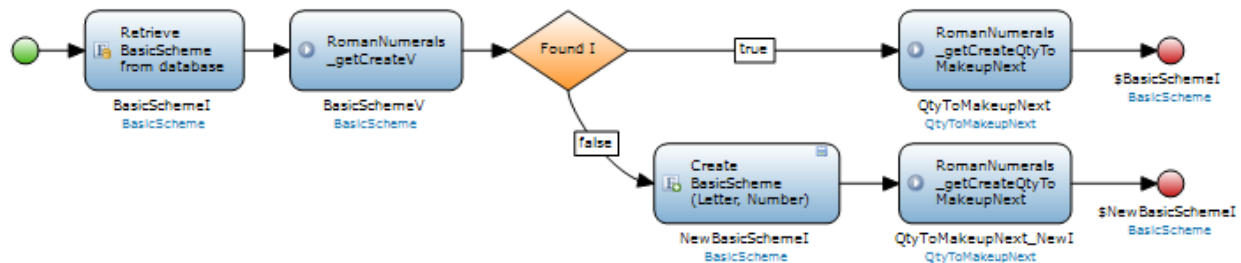 Retrieve
BasicScheme
from database
BasicSchemeI
BasicScheme
RomanNumerals
_getCreateV
BasicSchemeV
BasicScheme
Found I
true
RomanNumerals
_getCreateQtyTo
MakeupNext
QtyToMakeupNext
QtyToMakeupNext
$BasicSchemeI
BasicScheme
false
Create
BasicScheme
(Letter, Number)
NewBasicSchemeI
BasicScheme
RomanNumerals
_getCreateQtyTo
MakeupNext
QtyToMakeupNext_NewI
QtyToMakeupNext
$NewBasicSchemeI
BasicScheme